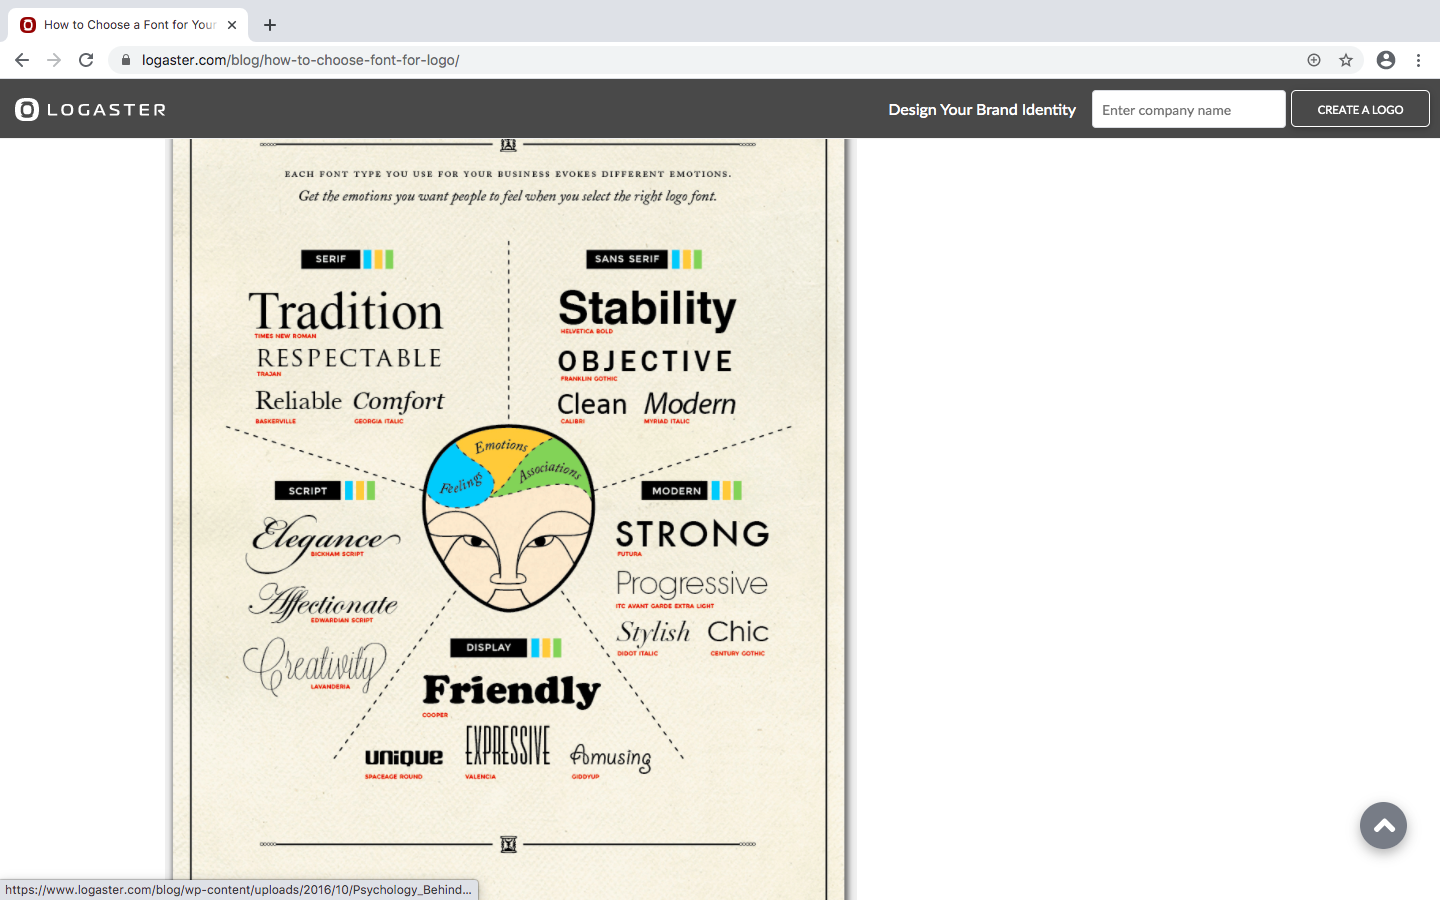 How to Choose a Font for Your
logaster.com/blog/how-to-choose-font-for-logo/
LOGASTER
Design Your Brand Identity
Enter company name
CREATE A LOGO
EACH FONT TYPE YOU USE FOR YOUR BUSINESS EVOKES DIFFERENT EMOTIONS.
Get the emotions you want people to feel when you select the right logo font.
SERIF
Tradition
TIMES NEW ROMAN
RESPECTABLE
TRAJAN
Reliable Comfort
BASKERVILLE GEORGIA ITALIC
SANS SERIF
Stability
HELVETICA BOLD
OBJECTIVE
FRANKLIN GOTHIC
Clean Modern
CALIBRI MYRIAD ITALIC
Emotions
Feelings
Associations
SCRIPT
Elegance
BICKHAM SCRIPT
Affectionate
EDWARDIAN SCRIPT
Creativity
LAVANDERIA
MODERN
STRONG
FUTURA
Progressive
ITC AVANT GARDE EXTRA LIGHT
Stylish Chic
DIDOT ITALIC CENTURY GOTHIC
DISPLAY
Friendly
COOPER
UNIQUE EXPRESSIVE Amusing
SPACEAGE ROUND VALENCIA GIDDYUP
https://www.logaster.com/blog/wp-content/uploads/2016/10/Psychology_Behind...